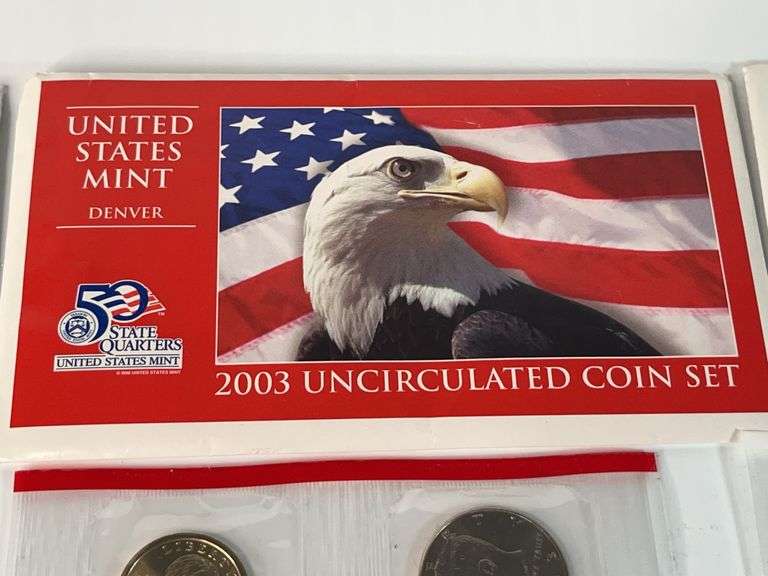 UNITED
STATES
MINT
DENVER
50
STATE
QUARTERS
UNITED STATES MINT
2003 UNCIRCULATED COIN SET
LIBERTY